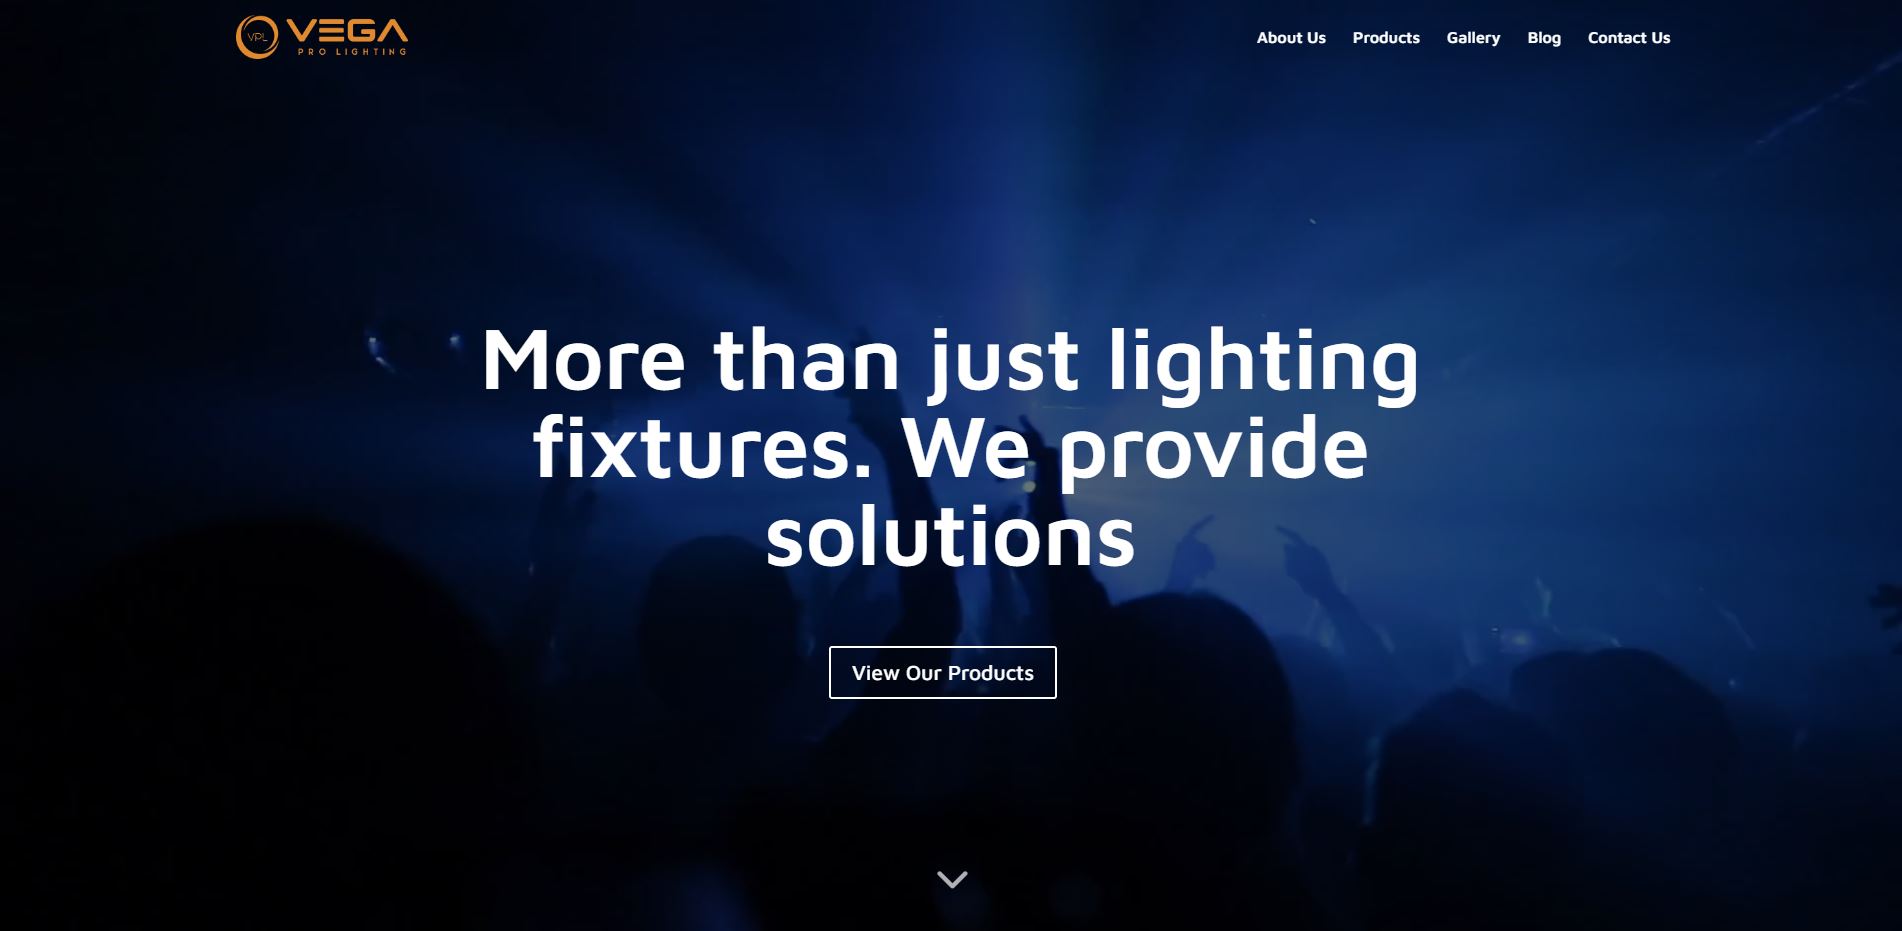 VPL
VEGA
PRO LIGHTING
About Us
Products
Gallery
Blog
Contact Us
More than just lighting
fixtures. We provide
solutions
View Our Products